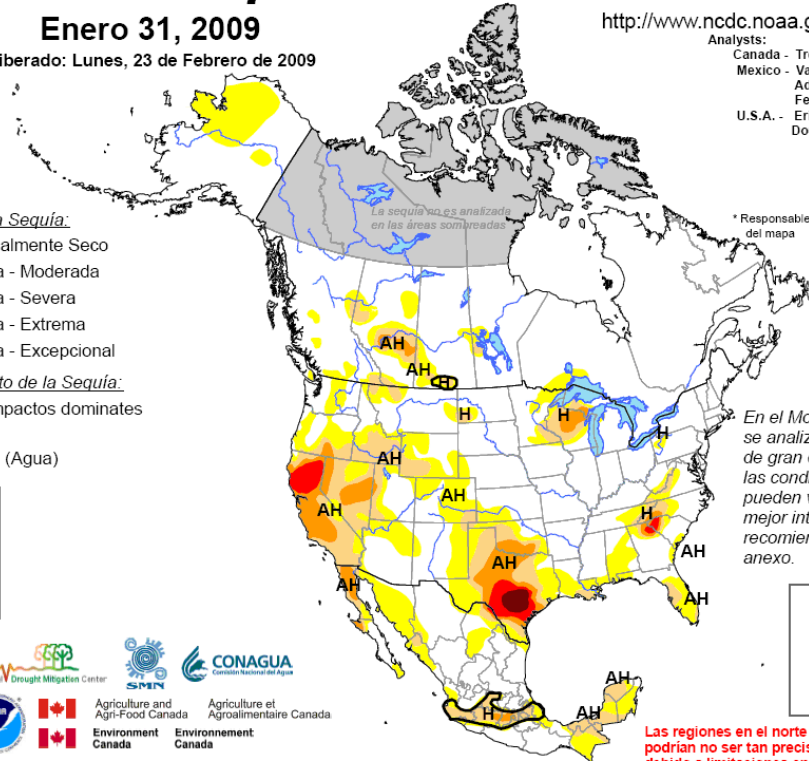 Enero 31, 2009
iberado: Lunes, 23 de Febrero de 2009
http://www.ncdc.noaa.g
Analysts:
Canada - Tr
Mexico - Va
Ad
Fe
U.S.A. - Er
Do
* Responsable
del mapa
La sequía no es analizada
en las áreas sombreadas
a Sequía:
almente Seco
a - Moderada
a - Severa
a - Extrema
a - Excepcional
to de la Sequía:
mpactos dominates
(Agua)
AH
AH
H
H
H
H
AH
AH
AH
H
AH
AH
AH
AH
H
AH
AH
En el Mo
se analiz
de gran
las cond
pueden v
mejor int
recomien
anexo.
Drought Mitigation Center
SMN
CONAGUA
Comisión Nacional del Agua
Agriculture and
Agri-Food Canada
Agriculture et
Agroalimentaire Canada
Environment
Canada
Environnement
Canada
Las regiones en el norte
podrían no ser tan precis